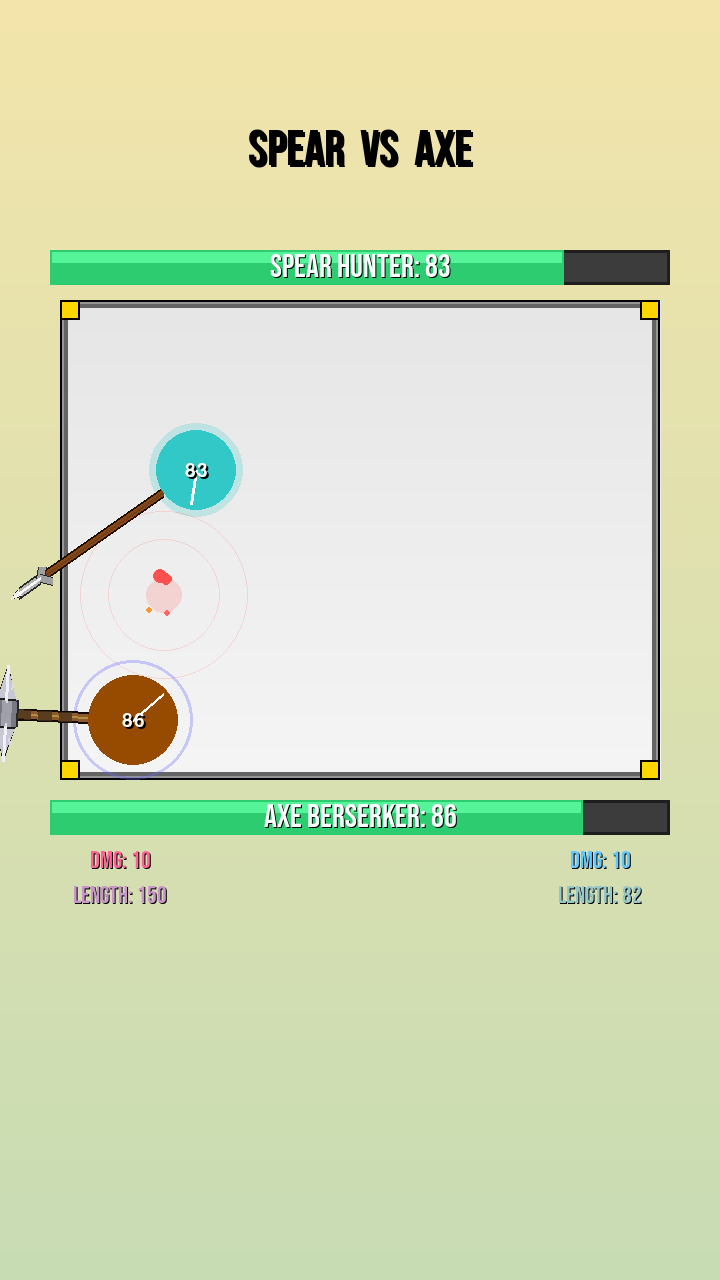 SPEAR VS AXE
SPEAR HUNTER: 83
83
86
AXE BERSERKER: 86
DMG: 10 DMG: 10
LENGTH: 150 LENGTH: 82